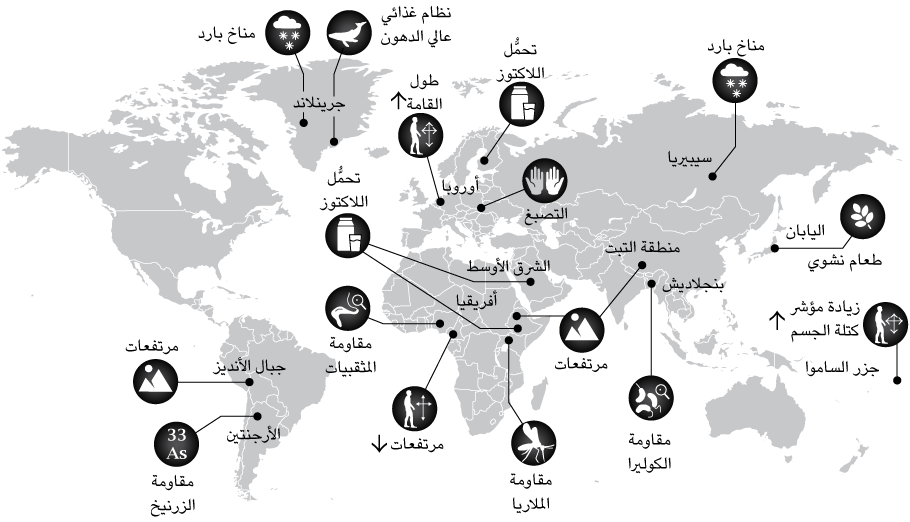 نظام غذائي
عالي الدهون
مناخ بارد
مناخ بارد
تحمُّل
اللاكتوز
طول
القامة↑
جرينلاند
سيبيريا
أوروبا
التصبغ
تحمُّل
اللاكتوز
اليابان
طعام نشوي
منطقة التبت
الشرق الأوسط
بنجلاديش
أفريقيا
زيادة مؤشر
كتلة الجسم ↑
جزر الساموا
مقاومة
المثقبيات
مرتفعات
مرتفعات
جبال الأنديز
مرتفعات ↓
الأرجنتين
33
As
مقاومة
الزرنيخ
مقاومة
الملاريا
مقاومة
الكوليرا